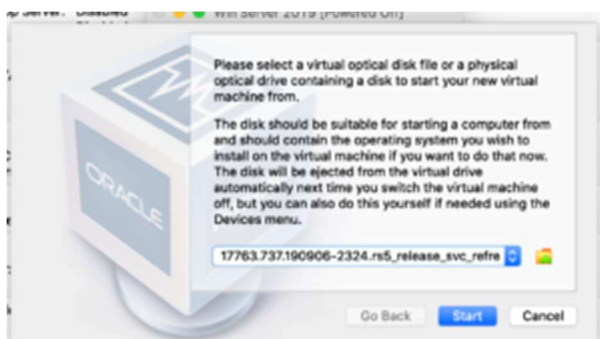 Server: Disabled
Win Server 2019 [Powered Off]
Please select a virtual optical disk file or a physical
optical drive containing a disk to start your new virtual
machine from.
The disk should be suitable for starting a computer from
and should contain the operating system you wish to
install on the virtual machine if you want to do that now.
The disk will be ejected from the virtual drive
automatically next time you switch the virtual machine
off, but you can also do this yourself if needed using the
Devices menu.
ORACLE
17763.737.190906-2324.rs5_release_svc_refre
Go Back
Start
Cancel